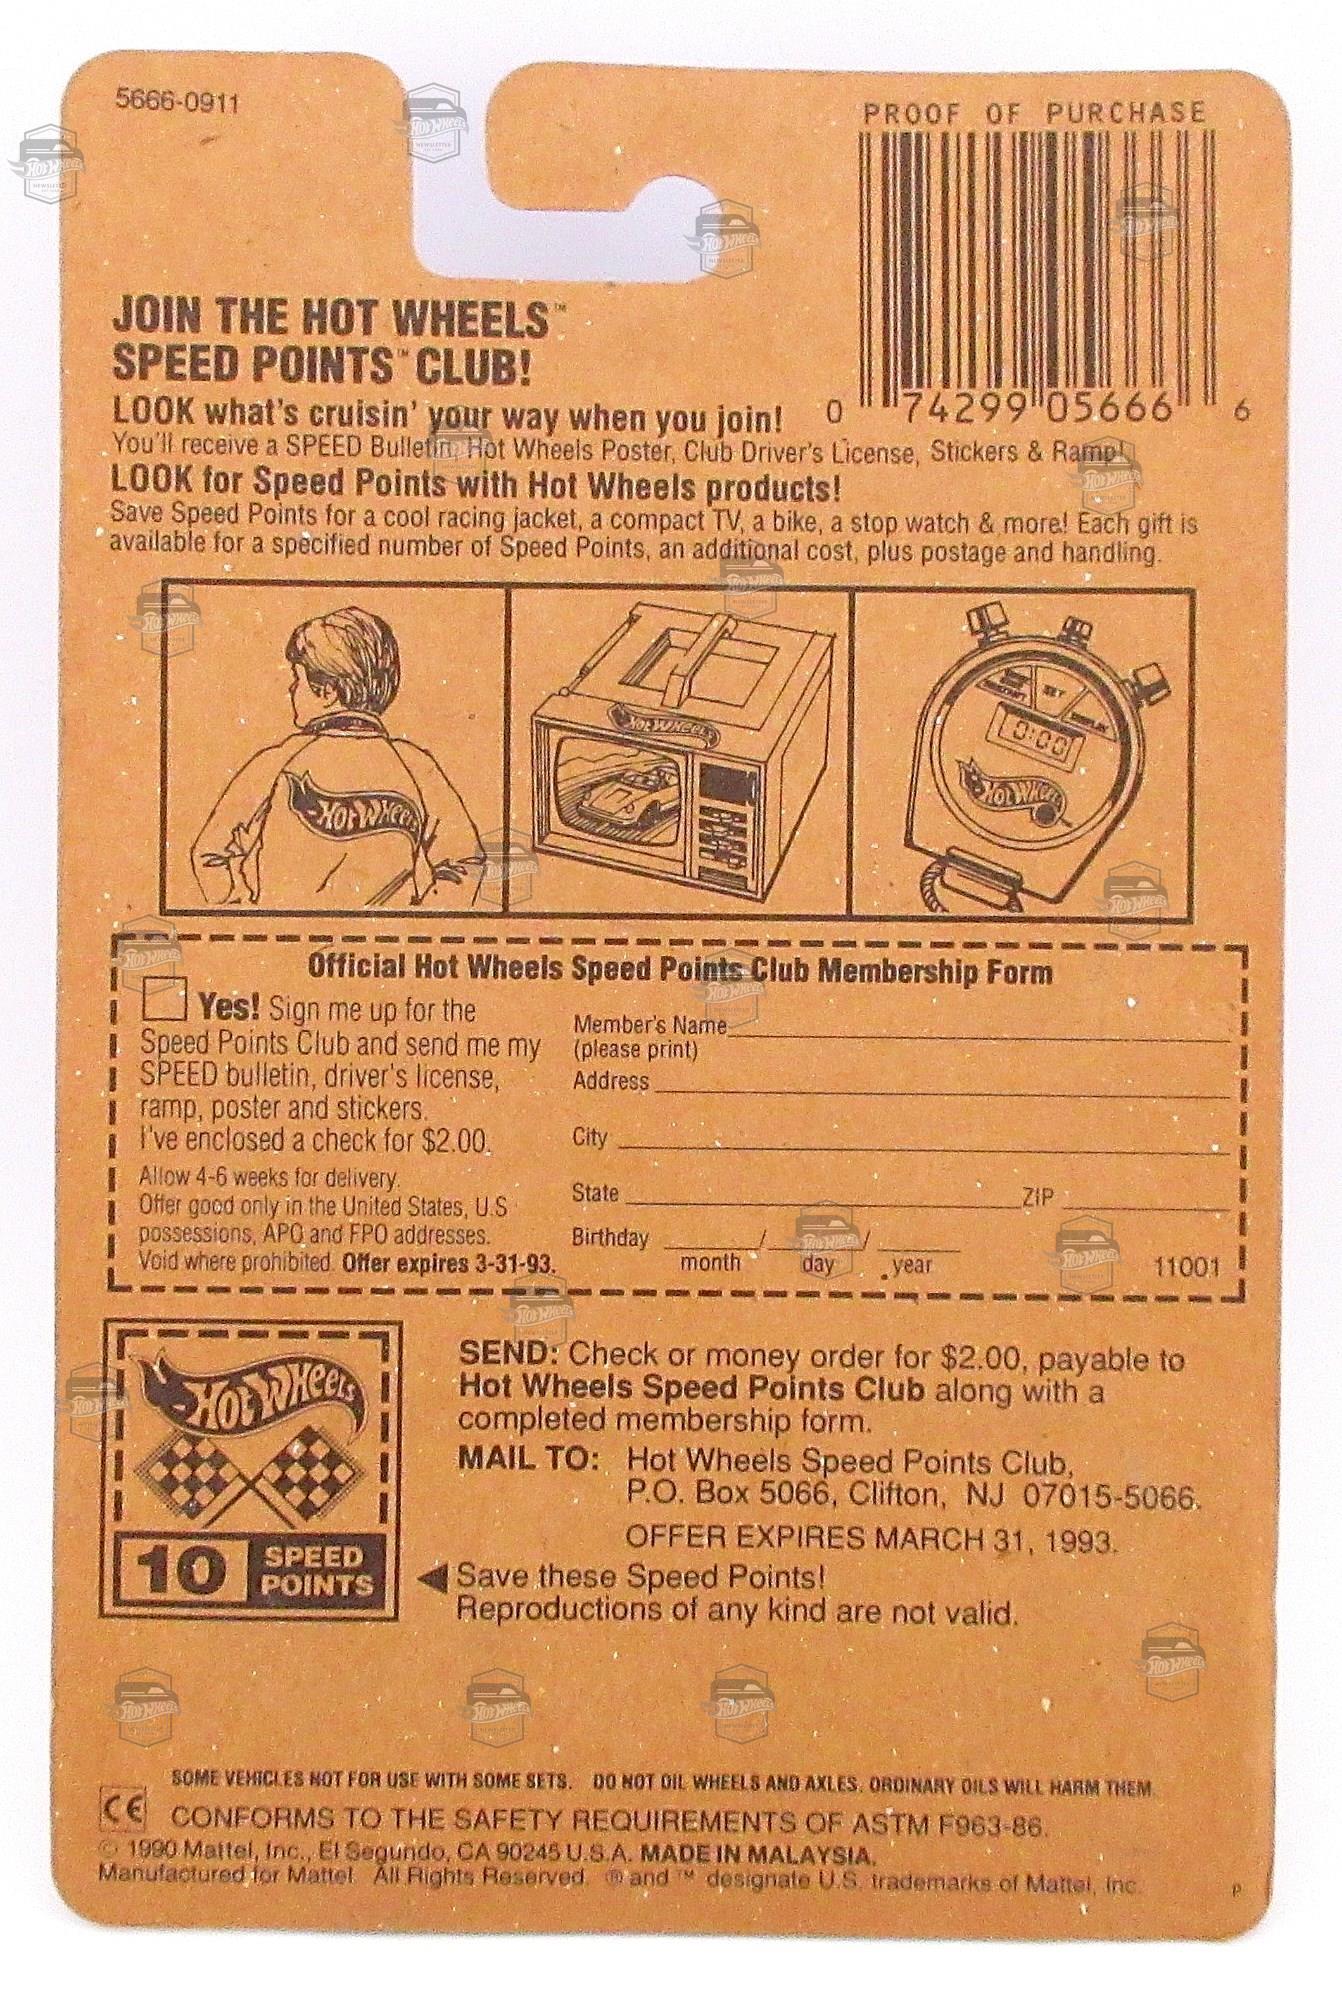 5666-0911
PROOF OF PURCHASE
0 74299 05666 6
JOIN THE HOT WHEELS™
SPEED POINTS™ CLUB!
LOOK what's cruisin' your way when you join!
You'll receive a SPEED Bulletin, Hot Wheels Poster, Club Driver's License, Stickers & Ramp!
LOOK for Speed Points with Hot Wheels products!
Save Speed Points for a cool racing jacket, a compact TV, a bike, a stop watch & more! Each gift is
available for a specified number of Speed Points, an additional cost, plus postage and handling.
HOT WHEELS
HOT WHEELS
SET
0:00
HOT WHEELS
Official Hot Wheels Speed Points Club Membership Form
Yes! Sign me up for the
Speed Points Club and send me my
SPEED bulletin, driver's license,
ramp, poster and stickers.
I've enclosed a check for $2.00.
Allow 4-6 weeks for delivery.
Offer good only in the United States, U.S
possessions, APO and FPO addresses.
Void where prohibited. Offer expires 3-31-93.
Member's Name
(please print)
Address
City
State ZIP
Birthday / /
month day year
11001
HOT WHEELS
10 SPEED POINTS
SEND: Check or money order for $2.00, payable to
Hot Wheels Speed Points Club along with a
completed membership form.
MAIL TO: Hot Wheels Speed Points Club,
P.O. Box 5066, Clifton, NJ 07015-5066.
OFFER EXPIRES MARCH 31, 1993.
Save these Speed Points!
Reproductions of any kind are not valid.
SOME VEHICLES NOT FOR USE WITH SOME SETS. DO NOT OIL WHEELS AND AXLES. ORDINARY OILS WILL HARM THEM.
CE CONFORMS TO THE SAFETY REQUIREMENTS OF ASTM F963-86.
© 1990 Mattel, Inc., El Segundo, CA 90245 U.S.A. MADE IN MALAYSIA.
Manufactured for Mattel. All Rights Reserved. ® and ™ designate U.S. trademarks of Mattel, Inc.
P